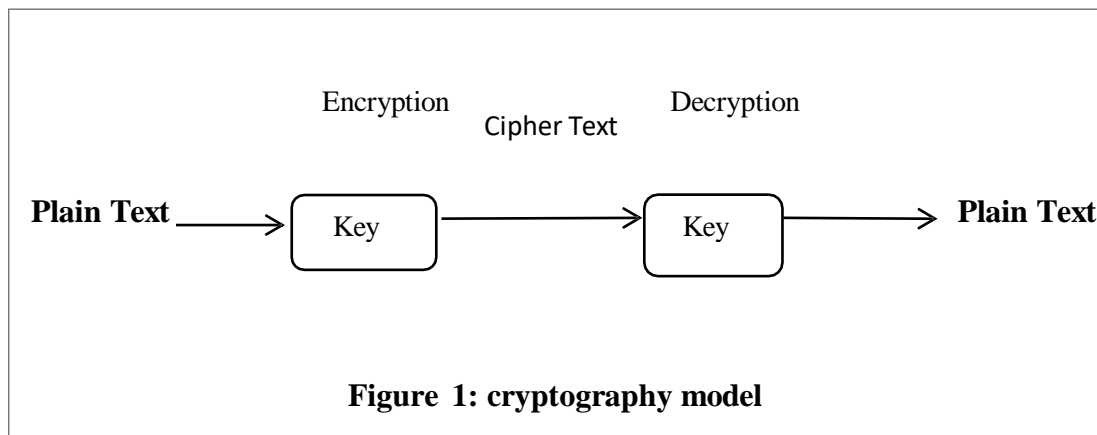 Encryption Decryption
Cipher Text
Plain Text Key Key Plain Text
Figure 1: cryptography model